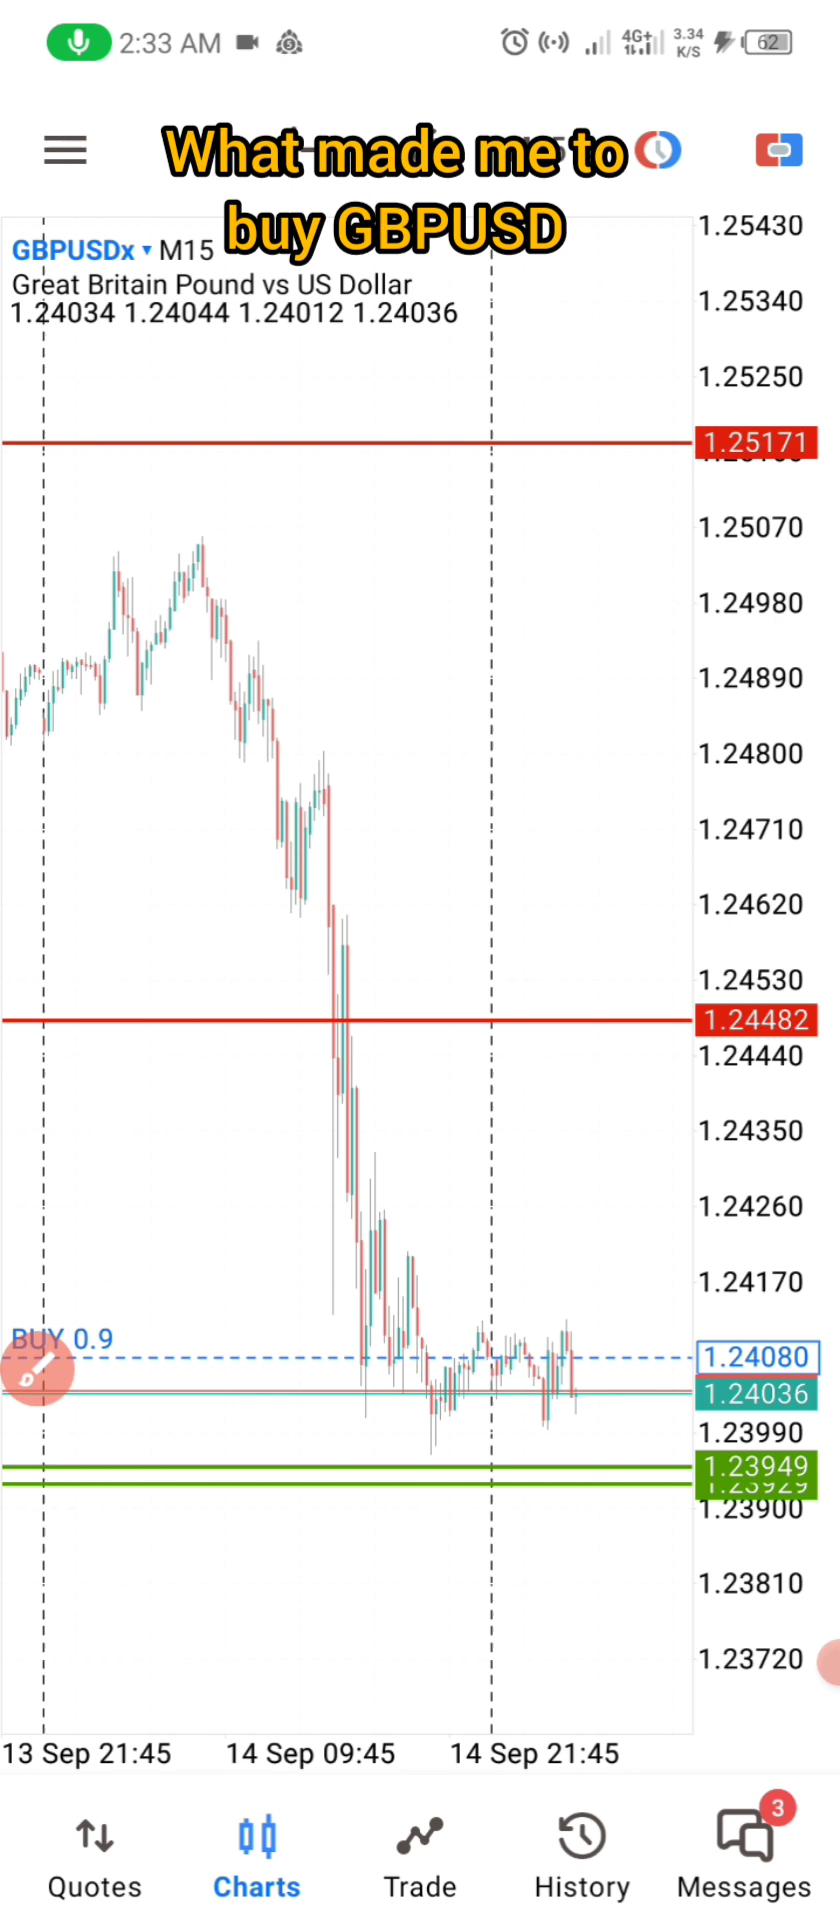 2:33 AM
4G+
3.34
K/S
62
What made me to
buy GBPUSD
GBPUSDx M15
Great Britain Pound vs US Dollar
1.24034 1.24044 1.24012 1.24036
1.25430
1.25340
1.25250
1.25171
1.25070
1.24980
1.24890
1.24800
1.24710
1.24620
1.24530
1.24482
1.24440
1.24350
1.24260
1.24170
BUY 0.9
1.24080
1.24036
1.23990
1.23949
1.23929
1.23900
1.23810
1.23720
13 Sep 21:45 14 Sep 09:45 14 Sep 21:45
3
Quotes Charts Trade History Messages